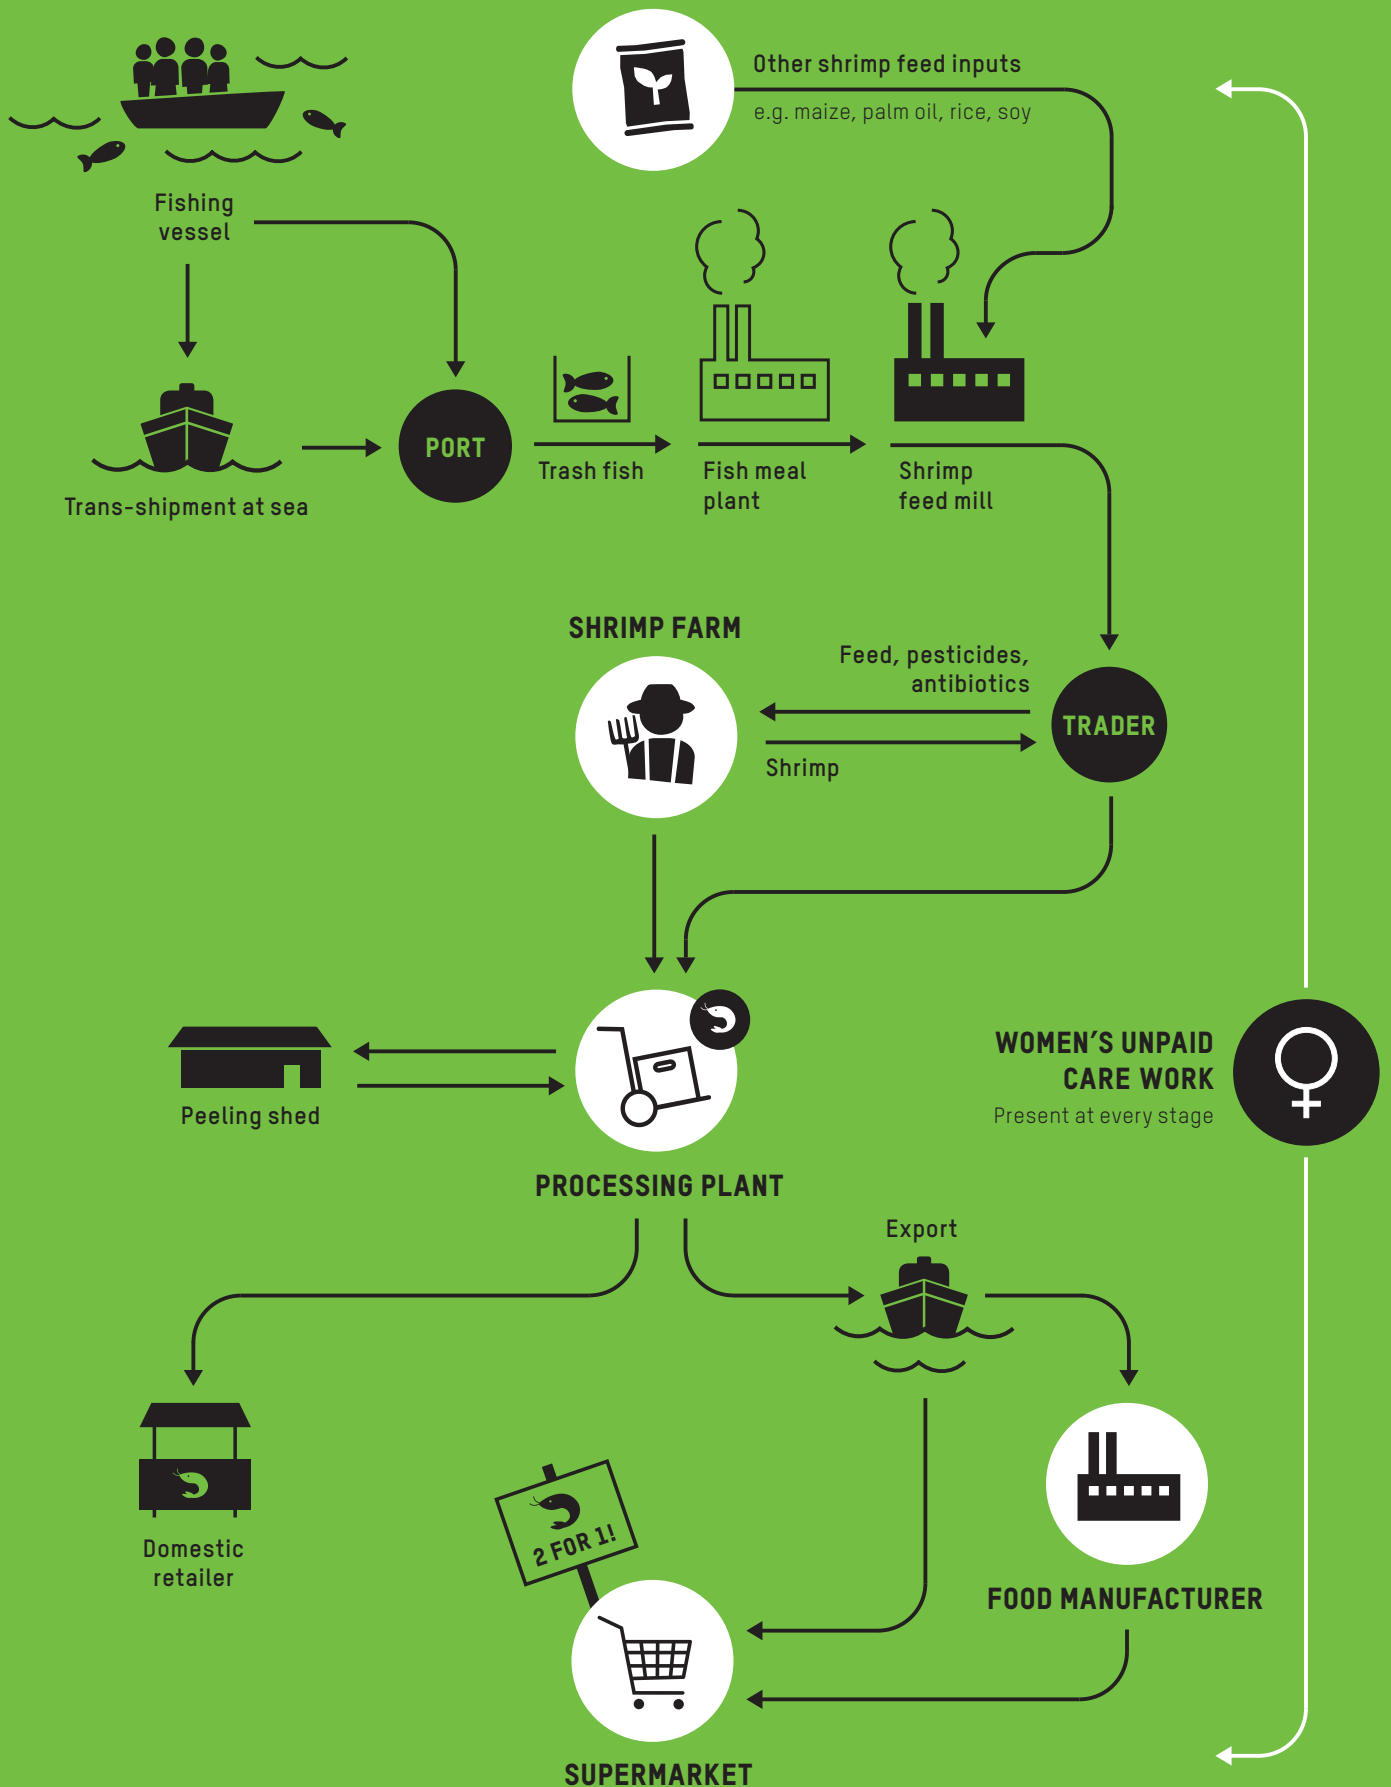 Other shrimp feed inputs
e.g. maize, palm oil, rice, soy
Fishing
vessel
Trans-shipment at sea
PORT
Trash fish
Fish meal
plant
Shrimp
feed mill
SHRIMP FARM
Feed, pesticides,
antibiotics
TRADER
Shrimp
WOMEN’S UNPAID
CARE WORK
Present at every stage
Peeling shed
PROCESSING PLANT
Export
Domestic
retailer
2 FOR 1!
FOOD MANUFACTURER
SUPERMARKET